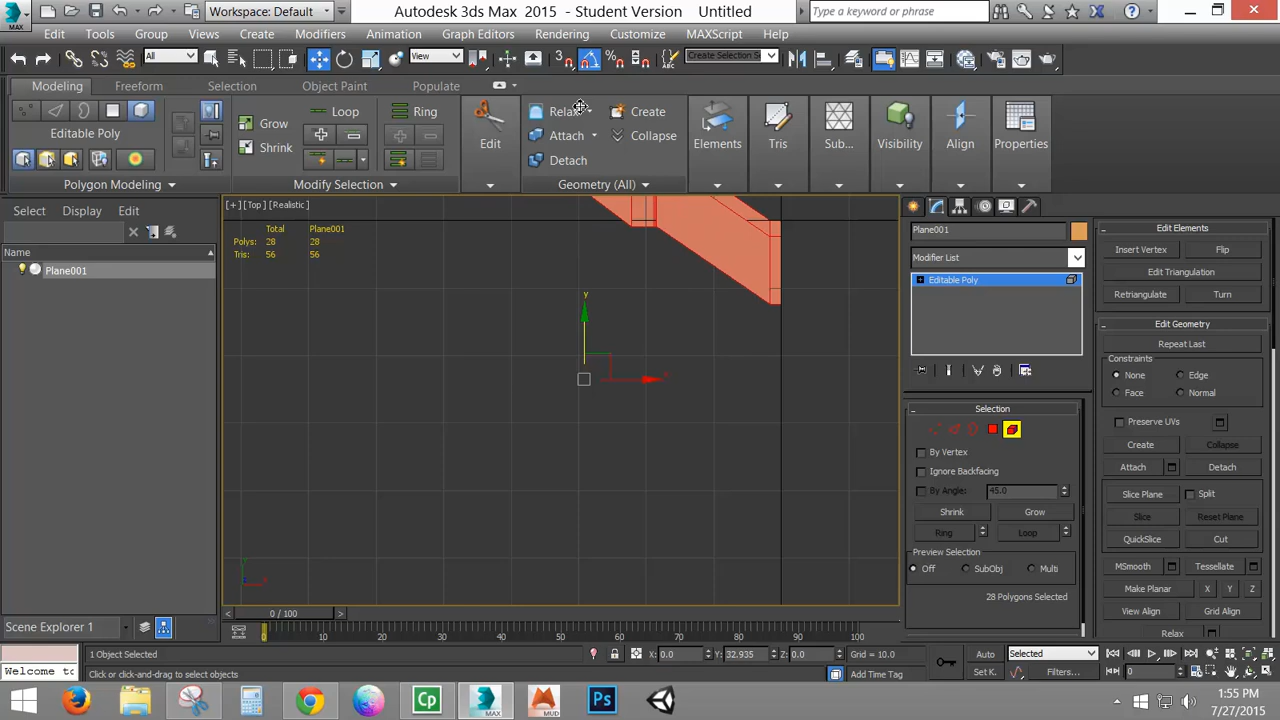 MAX
Workspace: Default
Autodesk 3ds Max 2015 - Student Version Untitled
Type a keyword or phrase
Edit Tools Group Views Create Modifiers Animation Graph Editors Rendering Customize MAXScript Help
All
View
Create Selection S
Modeling Freeform Selection Object Paint Populate
Editable Poly
Grow
Shrink
Loop
Ring
Edit
Relax
Attach
Detach
Create
Collapse
Elements
Tris
Sub...
Visibility
Align
Properties
Polygon Modeling
Modify Selection
Geometry (All)
Select Display Edit
Name
Plane001
[+] [Top] [Realistic]
Total Plane001
Polys: 28 28
Tris: 56 56
y
Plane001
Modifier List
Editable Poly
Selection
By Vertex
Ignore Backfacing
By Angle: 45.0
Shrink Grow
Ring Loop
Preview Selection
Off SubObj Multi
28 Polygons Selected
Edit Elements
Insert Vertex Flip
Edit Triangulation
Retriangulate Turn
Edit Geometry
Repeat Last
Constraints
None Edge
Face Normal
Preserve UVs
Create Collapse
Attach Detach
Slice Plane Split
Slice Reset Plane
QuickSlice Cut
MSmooth Tessellate
Make Planar X Y Z
View Align Grid Align
Relax
0 / 100
Scene Explorer 1
0 10 20 30 40 50 60 70 80 90 100
Welcome to
1 Object Selected
Click or click-and-drag to select objects
X: 0.0 Y: 32.935 Z: 0.0
Grid = 10.0
Add Time Tag
Auto
Selected
Set K.
Filters...
0
Cp
MAX
MUD
Ps
1:55 PM
7/27/2015